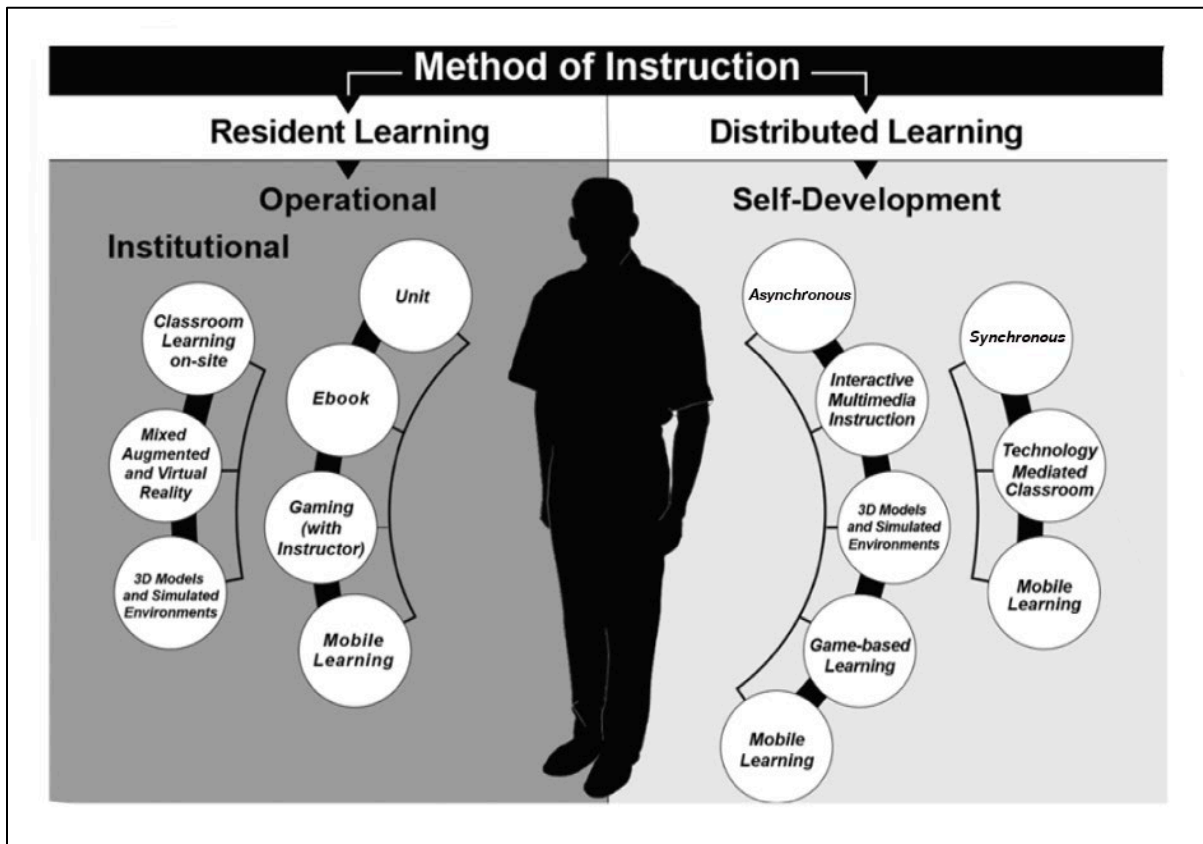 Method of Instruction
Resident Learning
Distributed Learning
Operational
Institutional
Self-Development
Classroom
Learning
on-site
Mixed
Augmented
and Virtual
Reality
3D Models
and Simulated
Environments
Unit
Ebook
Gaming
(with
Instructor)
Mobile
Learning
Asynchronous
Interactive
Multimedia
Instruction
3D Models
and Simulated
Environments
Game-based
Learning
Mobile
Learning
Synchronous
Technology
Mediated
Classroom
Mobile
Learning